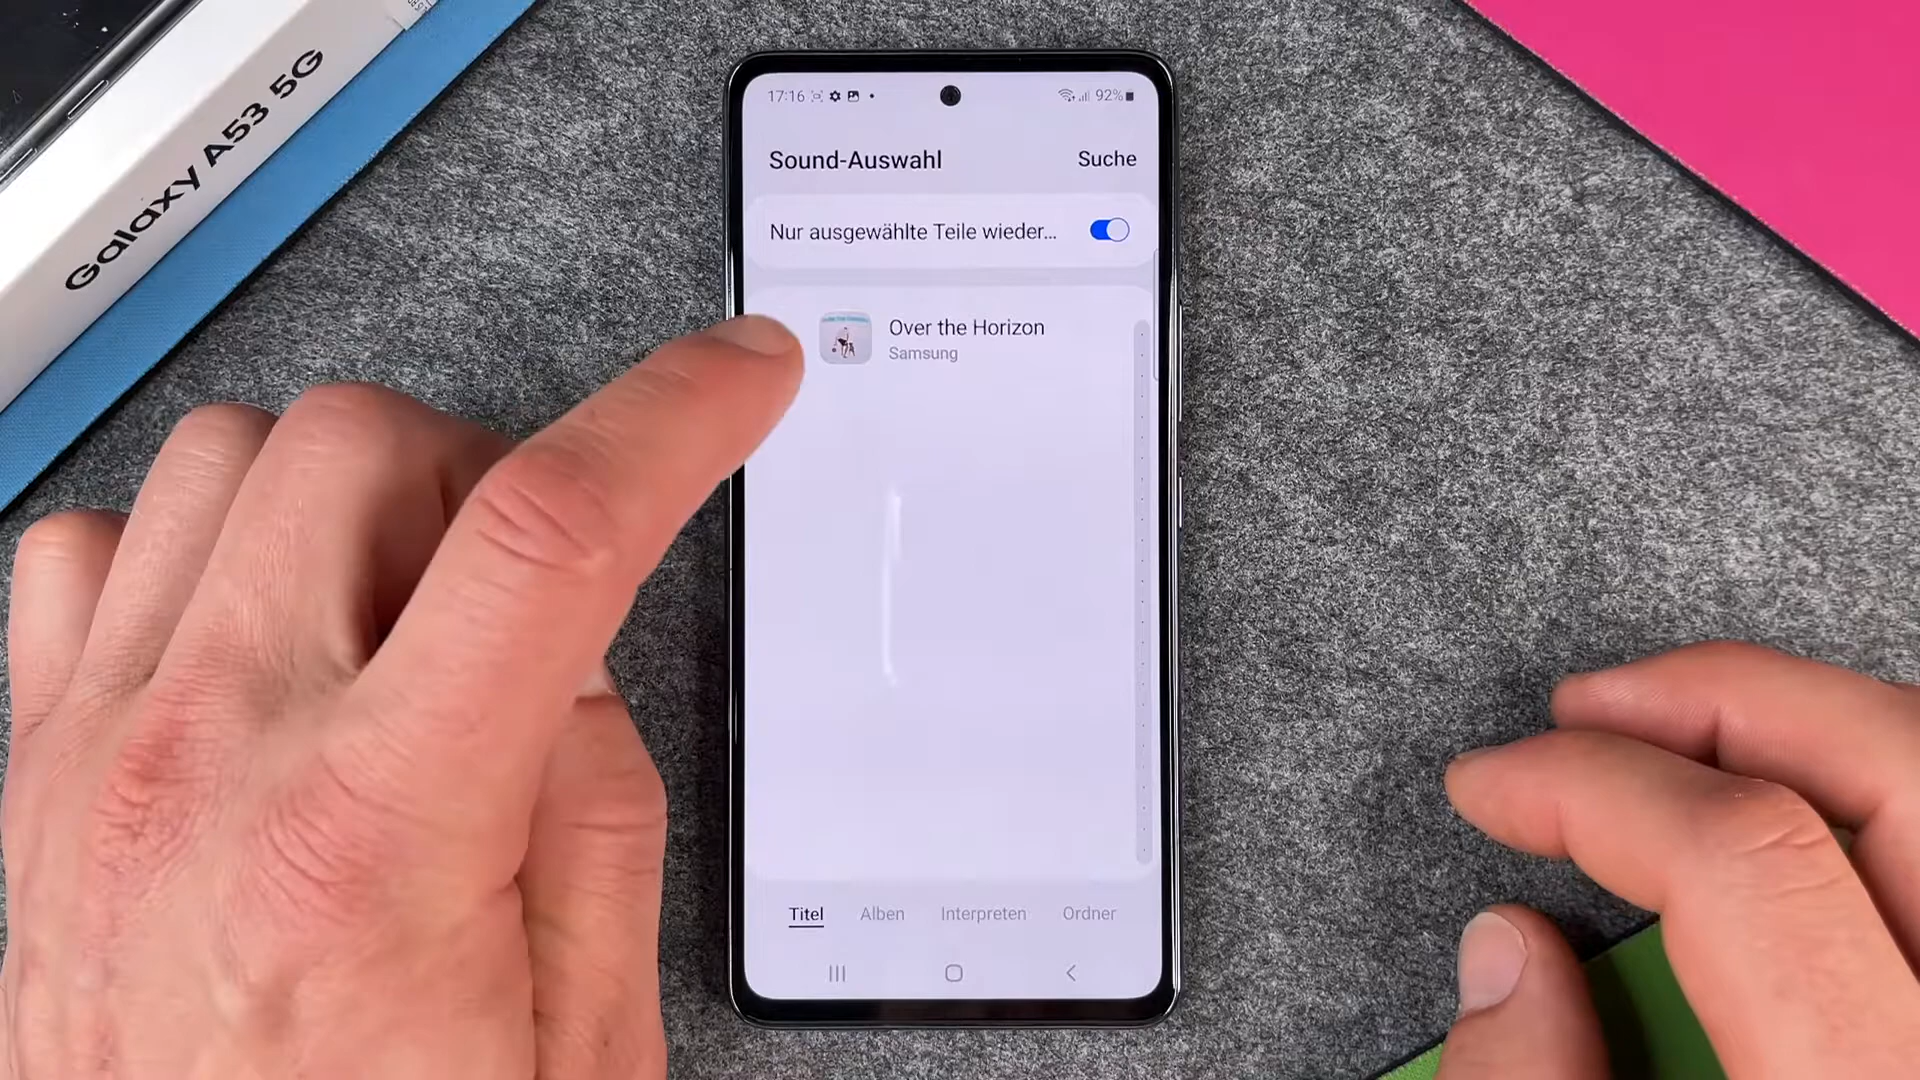 Galaxy A53 5G
17:16
92%
Sound-Auswahl
Suche
Nur ausgewählte Teile wieder...
Over the Horizon
Samsung
Titel
Alben
Interpreten
Ordner